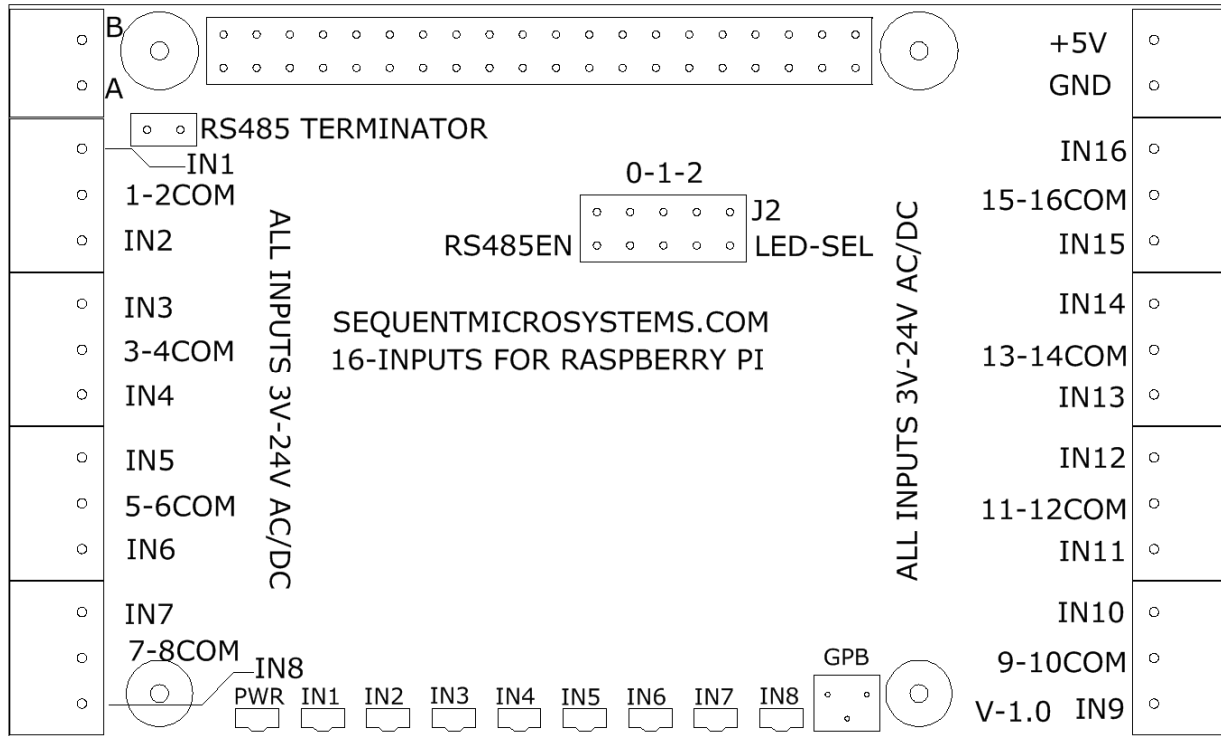 B
A
RS485 TERMINATOR
IN1
1-2COM
IN2
IN3
3-4COM
IN4
IN5
5-6COM
IN6
IN7
7-8COM
IN8
ALL INPUTS 3V-24V AC/DC
0-1-2
J2
RS485EN
LED-SEL
SEQUENTMICROSYSTEMS.COM
16-INPUTS FOR RASPBERRY PI
ALL INPUTS 3V-24V AC/DC
+5V
GND
IN16
15-16COM
IN15
IN14
13-14COM
IN13
IN12
11-12COM
IN11
IN10
9-10COM
IN9
V-1.0
GPB
PWR IN1 IN2 IN3 IN4 IN5 IN6 IN7 IN8